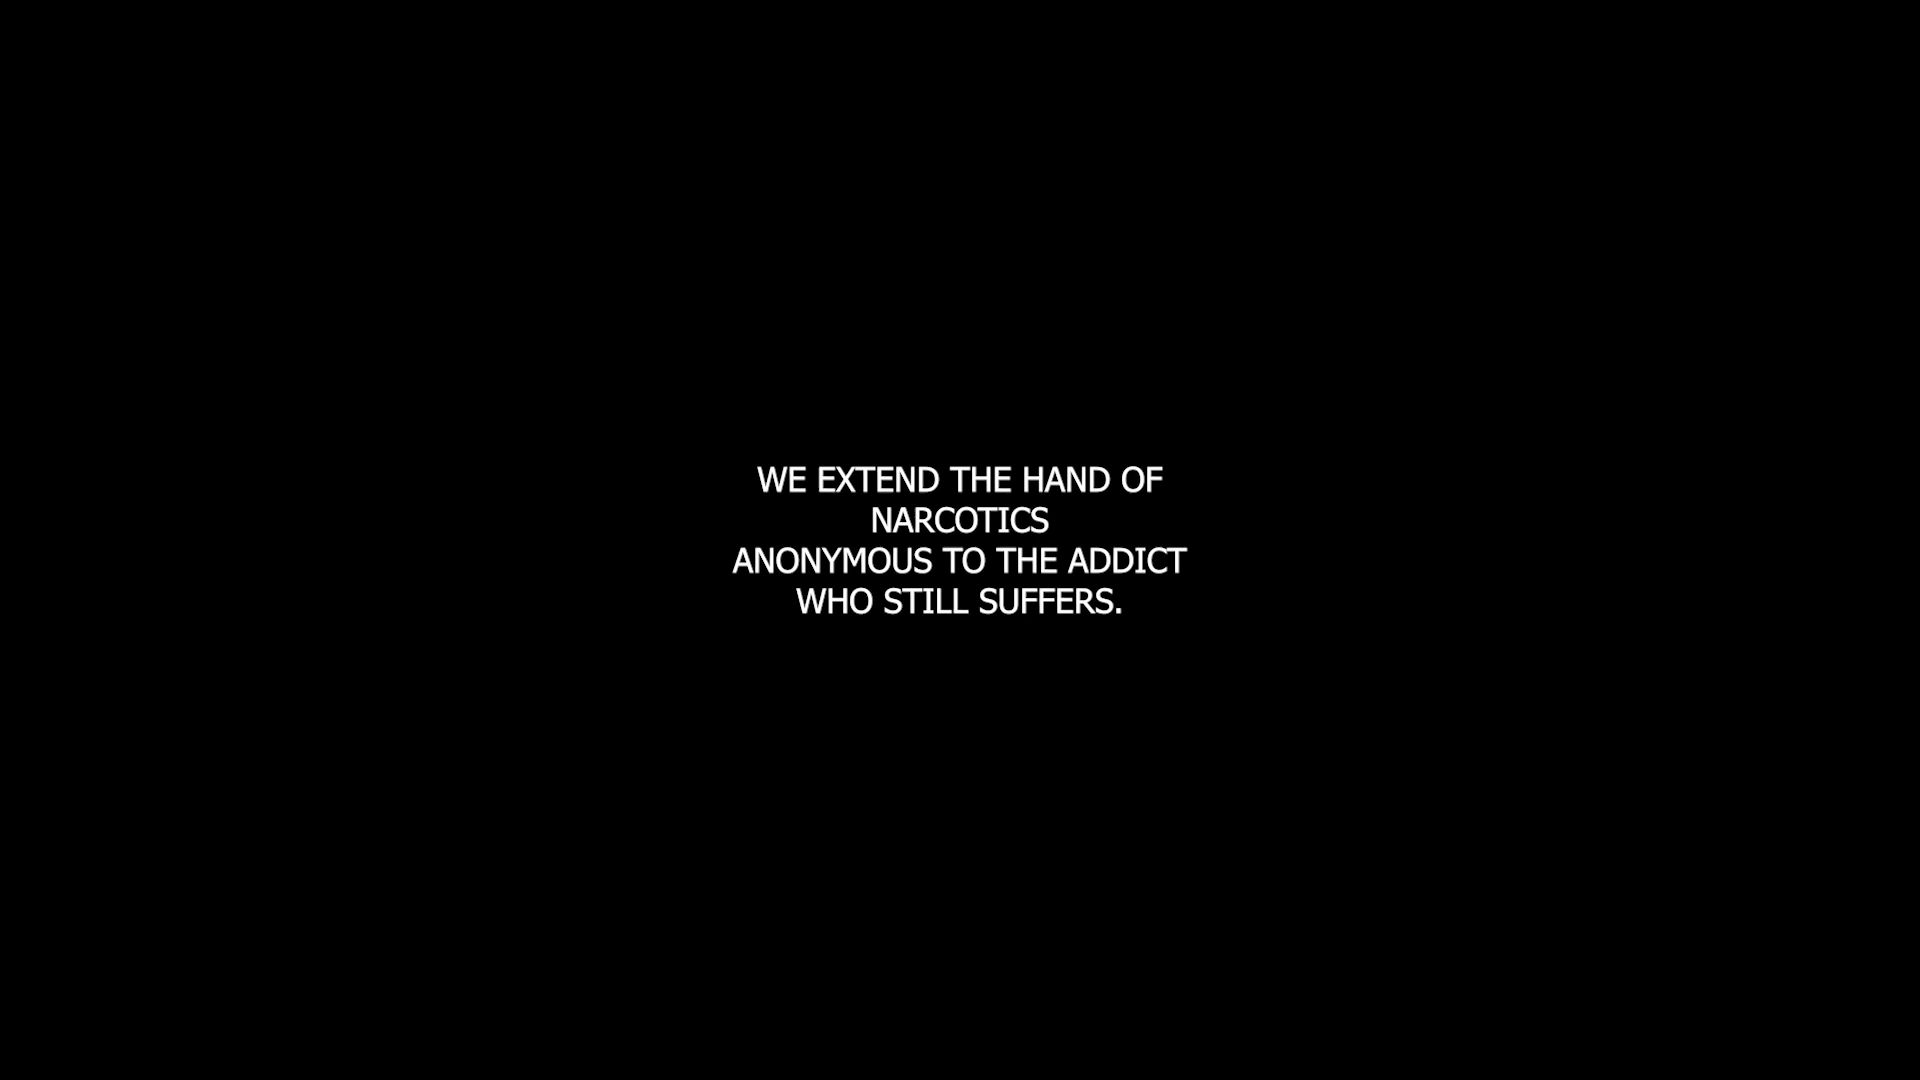 WE EXTEND THE HAND OF
NARCOTICS
ANONYMOUS TO THE ADDICT
WHO STILL SUFFERS.